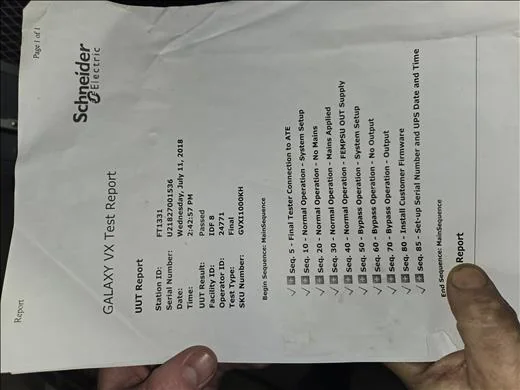 Report
Page 1 of 1
Schneider
Electric
GALAXY VX Test Report
UUT Report
Station ID: FT1331
Serial Number: U21827001536
Date: Wednesday, July 11, 2018
Time: 2:42:57 PM
UUT Result: Passed
Facility ID: IDF 8
Operator ID: 24771
Test Type: Final
SKU Number: GVXI1000KH
Begin Sequence: MainSequence
Seq. 5 - Final Tester Connection to ATE
Seq. 10 - Normal Operation - System Setup
Seq. 20 - Normal Operation - No Mains
Seq. 30 - Normal Operation - Mains Applied
Seq. 40 - Normal Operation - FEMPSU OUT Supply
Seq. 50 - Bypass Operation - System Setup
Seq. 60 - Bypass Operation - No Output
Seq. 70 - Bypass Operation - Output
Seq. 80 - Install Customer Firmware
Seq. 85 - Set-up Serial Number and UPS Date and Time
End Sequence: MainSequence
Report